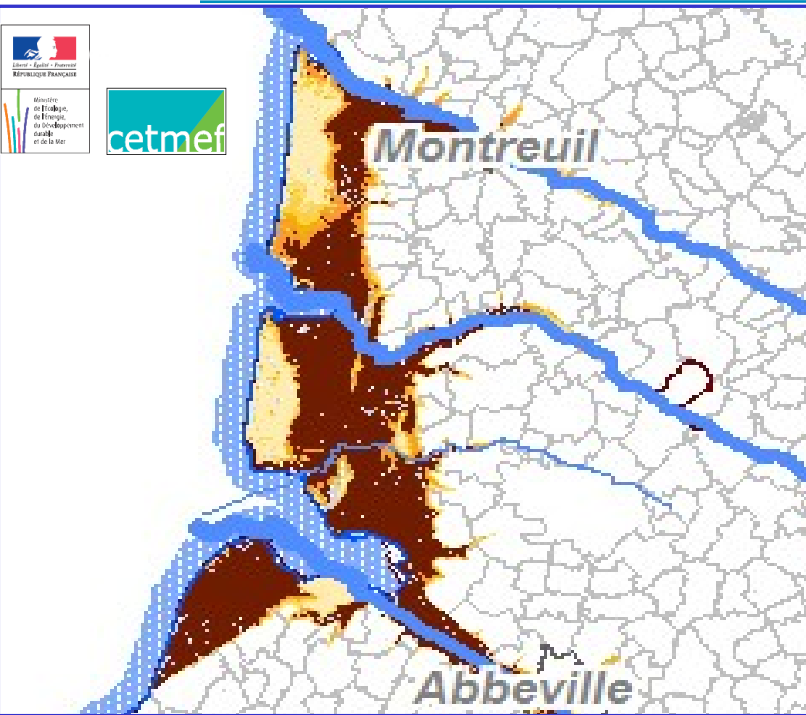 Liberté • Égalité • Fraternité
RÉPUBLIQUE FRANÇAISE
Ministère
de l'Écologie,
de l'Énergie,
du Développement
durable
et de la Mer
cetmef
Montreuil
Abbeville